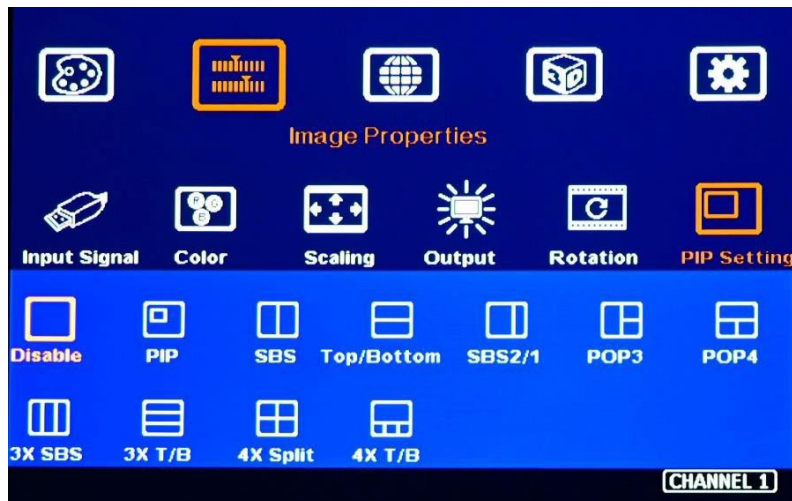 3D
Image Properties
R G
B
Input Signal Color Scaling Output Rotation PIP Setting
Disable PIP SBS Top/Bottom SBS2/1 POP3 POP4
3X SBS 3X T/B 4X Split 4X T/B
CHANNEL 1